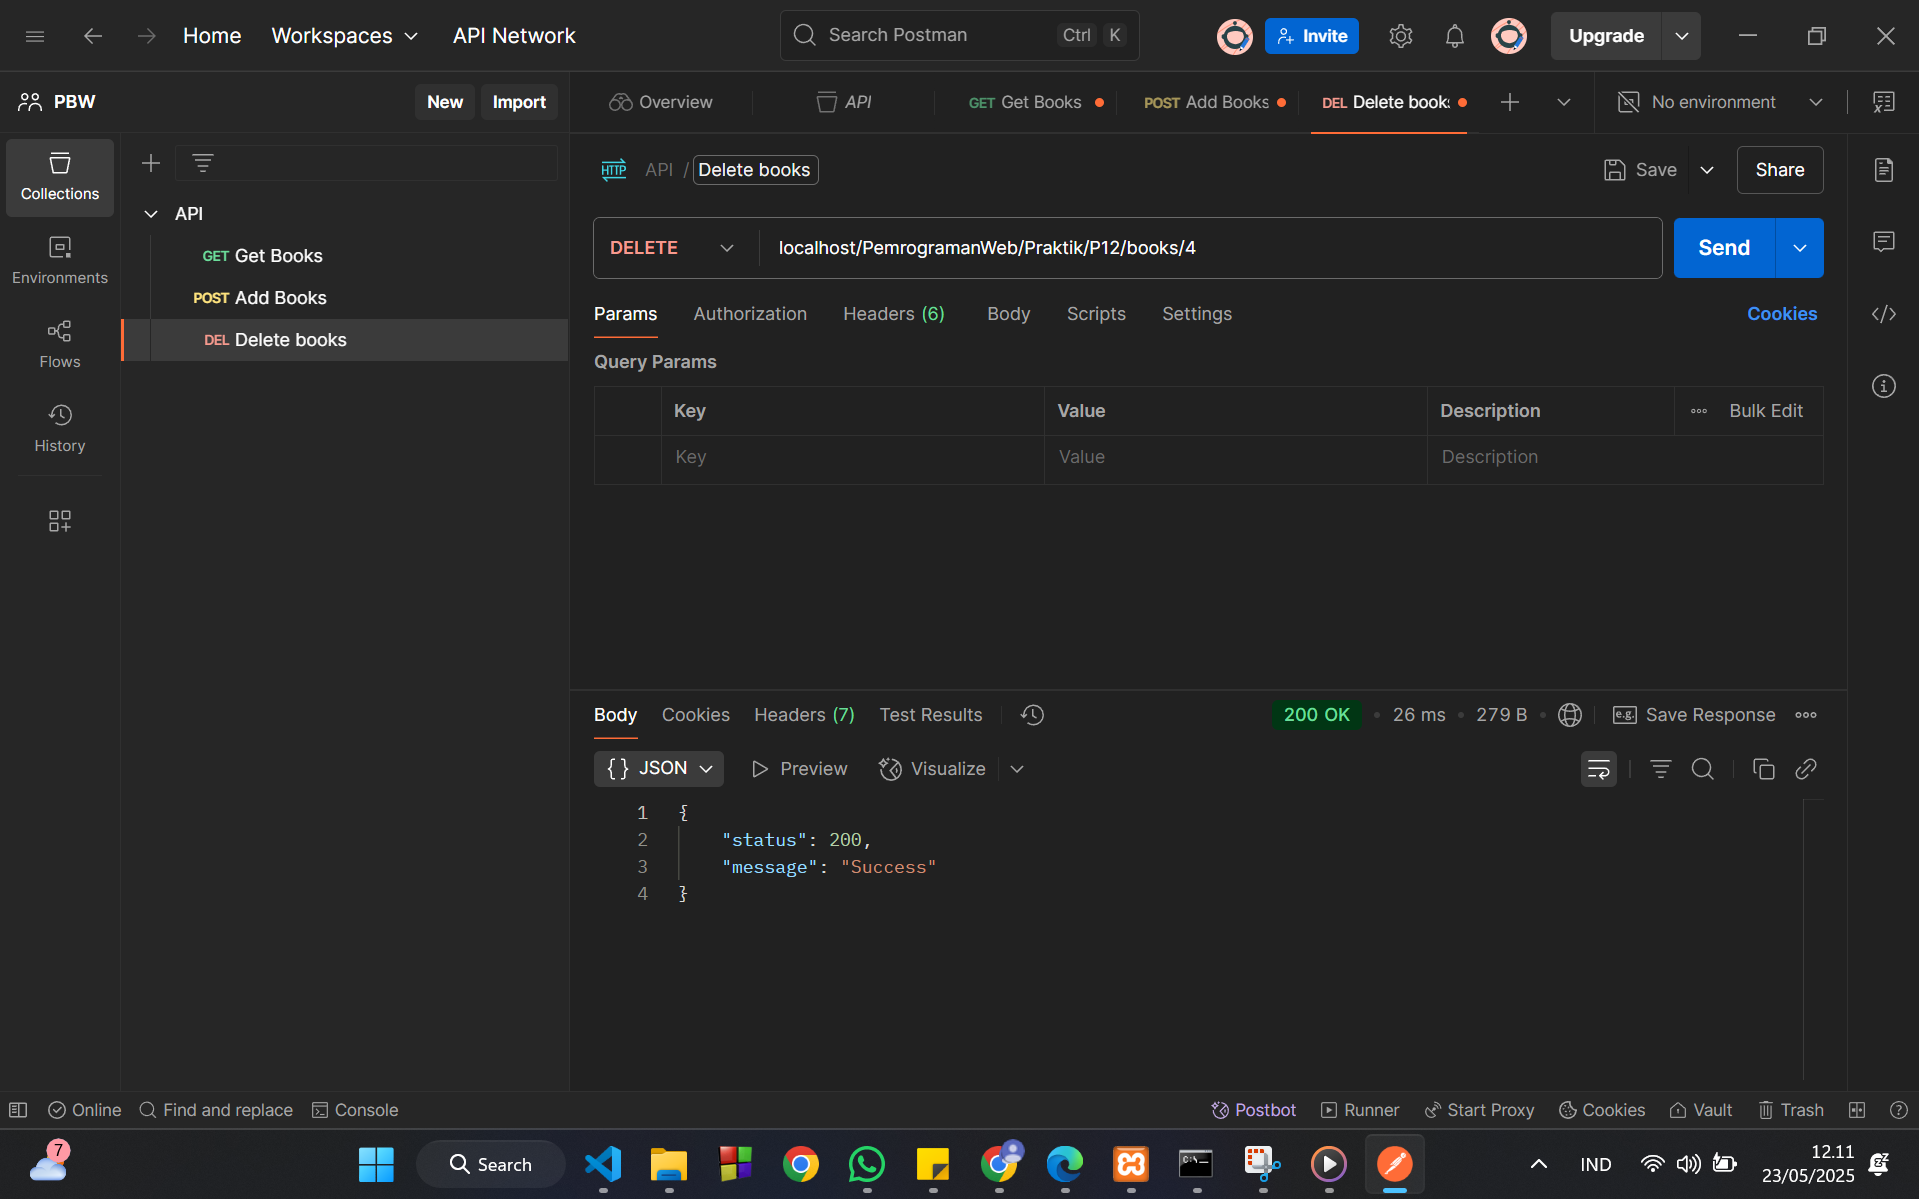 Home Workspaces API Network Search Postman Ctrl K Invite Upgrade
PBW New Import Overview API GET Get Books POST Add Books DEL Delete book No environment
Collections
Environments
Flows
History
API
GET Get Books
POST Add Books
DEL Delete books
HTTP API / Delete books Save Share
DELETE localhost/PemrogramanWeb/Praktik/P12/books/4 Send
Params Authorization Headers (6) Body Scripts Settings Cookies
Query Params
Key Value Description Bulk Edit
Key Value Description
Body Cookies Headers (7) Test Results 200 OK • 26 ms • 279 B • e.g. Save Response
{} JSON Preview Visualize
1 {
2 "status": 200,
3 "message": "Success"
4 }
Online Find and replace Console Postbot Runner Start Proxy Cookies Vault Trash
7 Search IND 12.11
23/05/2025